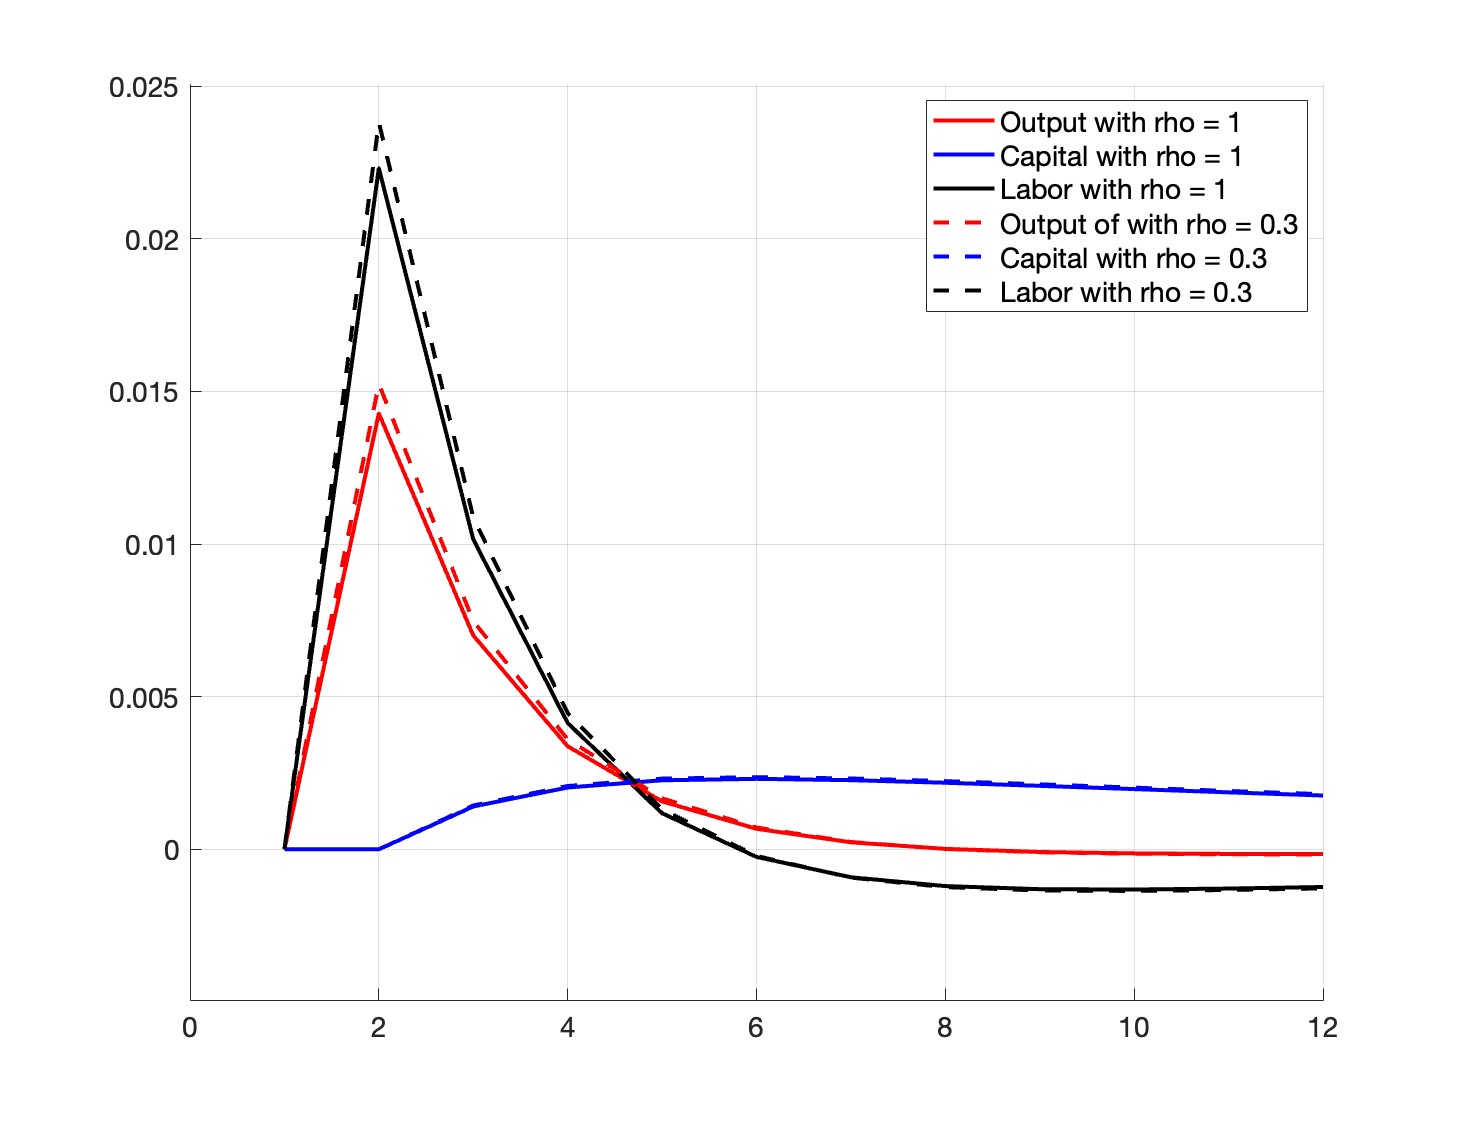 0.025
0.02
0.015
0.01
0.005
0
0 2 4 6 8 10 12
Output with rho = 1
Capital with rho = 1
Labor with rho = 1
Output of with rho = 0.3
Capital with rho = 0.3
Labor with rho = 0.3